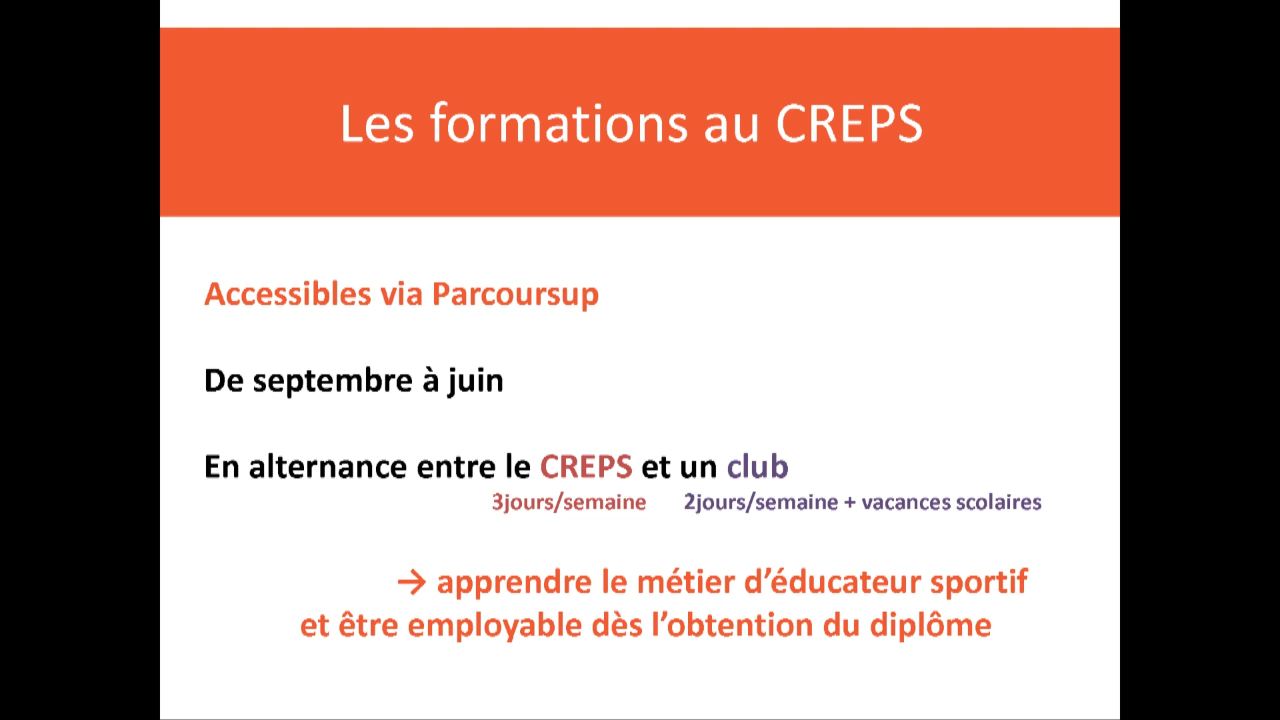 Les formations au CREPS
Accessibles via Parcoursup
De septembre à juin
En alternance entre le CREPS et un club
3jours/semaine 2jours/semaine + vacances scolaires
→ apprendre le métier d’éducateur sportif
et être employable dès l’obtention du diplôme